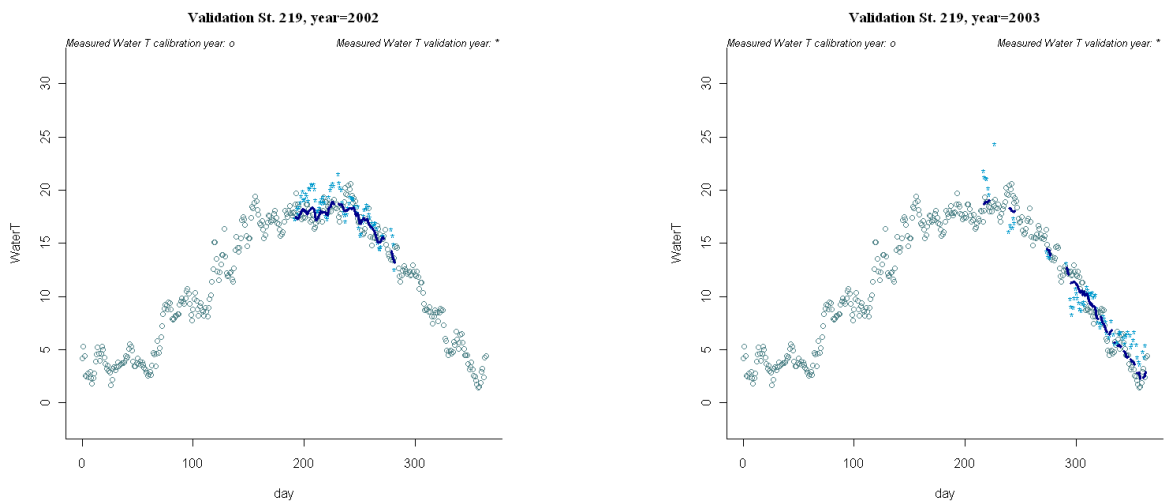 Validation St. 219, year=2002
Measured Water T calibration year: o
Measured Water T validation year: *
WaterT
30
25
20
15
10
5
0
0 100 200 300
day
Validation St. 219, year=2003
Measured Water T calibration year: o
Measured Water T validation year: *
WaterT
30
25
20
15
10
5
0
0 100 200 300
day